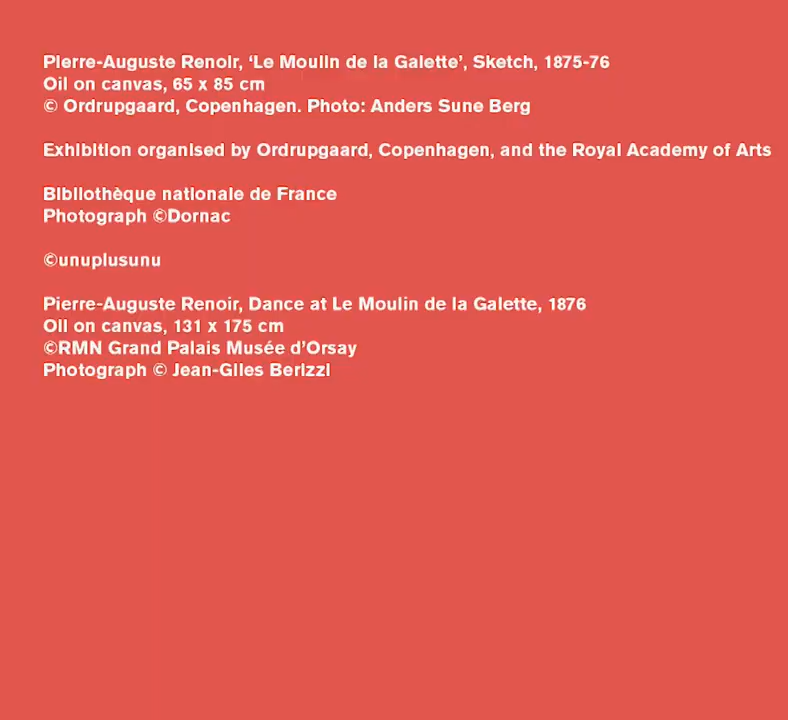 Pierre-Auguste Renoir, ‘Le Moulin de la Galette’, Sketch, 1875-76
Oil on canvas, 65 x 85 cm
© Ordrupgaard, Copenhagen. Photo: Anders Sune Berg
Exhibition organised by Ordrupgaard, Copenhagen, and the Royal Academy of Arts
Bibliothèque nationale de France
Photograph ©Dornac
©unuplusunu
Pierre-Auguste Renoir, Dance at Le Moulin de la Galette, 1876
Oil on canvas, 131 x 175 cm
©RMN Grand Palais Musée d’Orsay
Photograph © Jean-Giles Berizzi